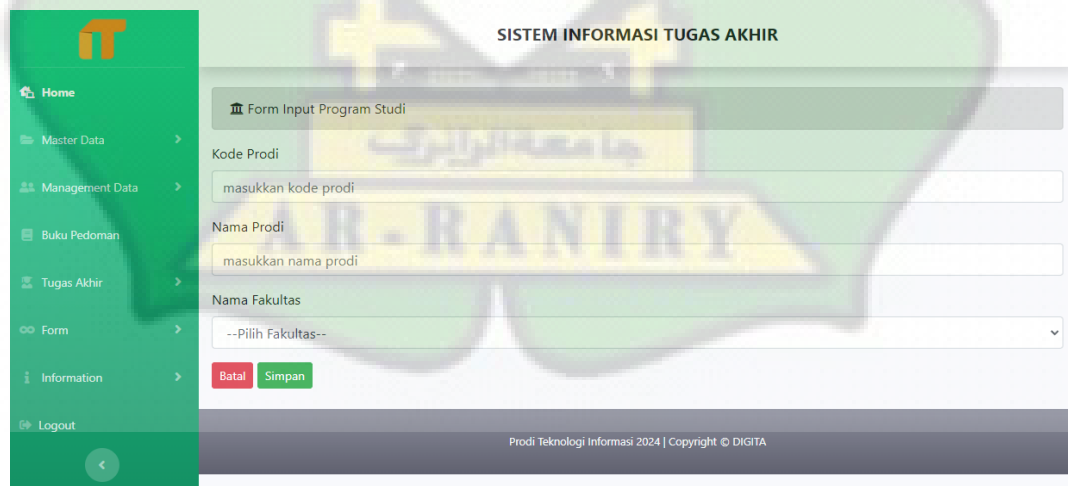 SISTEM INFORMASI TUGAS AKHIR
Home
Master Data
Management Data
Buku Pedoman
Tugas Akhir
Form
Information
Logout
Form Input Program Studi
Kode Prodi
masukkan kode prodi
Nama Prodi
masukkan nama prodi
Nama Fakultas
--Pilih Fakultas--
Batal Simpan
Prodi Teknologi Informasi 2024 | Copyright © DIGITA
جامعة الرانري
AR-RANIRY